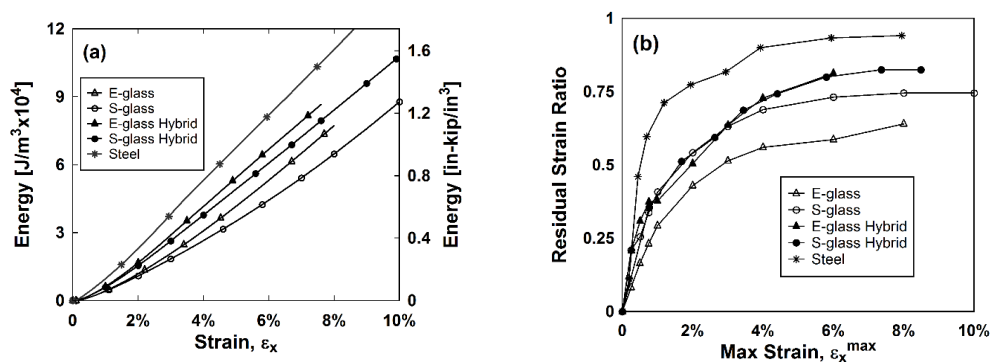 (a)
Energy [J/m³x10⁴]
12
9
6
3
0
E-glass
S-glass
E-glass Hybrid
S-glass Hybrid
Steel
1.6
1.2
0.8
0.4
0
Energy [in-kip/in³]
0 2% 4% 6% 8% 10%
Strain, εₓ
(b)
Residual Strain Ratio
1
0.75
0.5
0.25
0
E-glass
S-glass
E-glass Hybrid
S-glass Hybrid
Steel
0 2% 4% 6% 8% 10%
Max Strain, εₓᵐᵃˣ